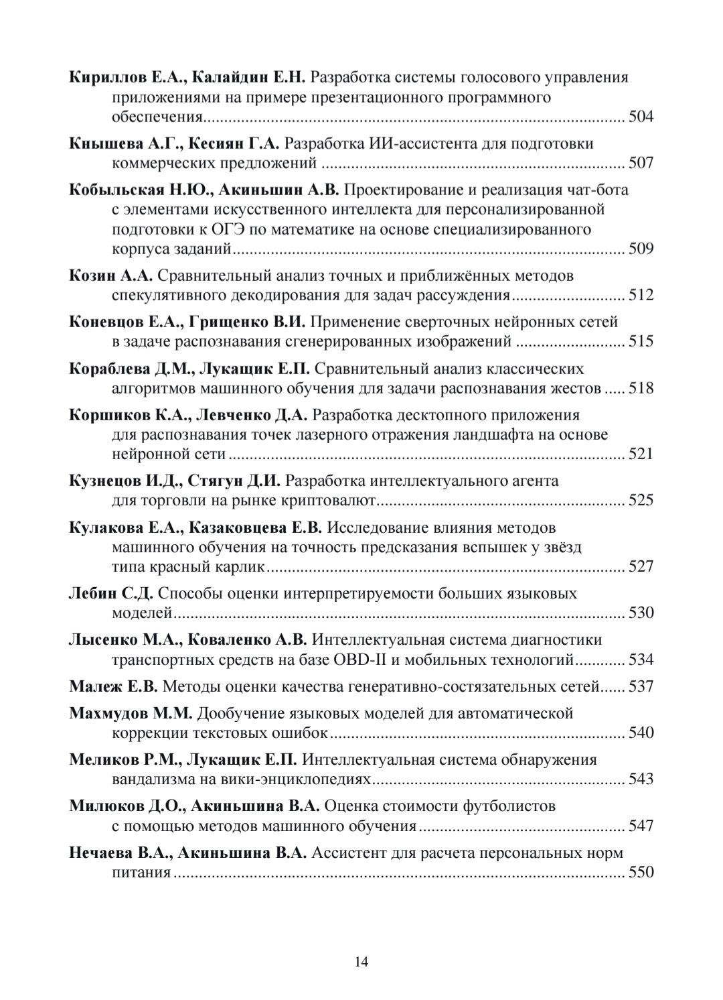 Кириллов Е.А., Калайдин Е.Н. Разработка системы голосового управления
приложениями на примере презентационного программного
обеспечения.................................................................................................. 504
Кнышева А.Г., Кесиян Г.А. Разработка ИИ-ассистента для подготовки
коммерческих предложений ....................................................................... 507
Кобыльская Н.Ю., Акиньшин А.В. Проектирование и реализация чат-бота
с элементами искусственного интеллекта для персонализированной
подготовки к ОГЭ по математике на основе специализированного
корпуса заданий............................................................................................ 509
Козин А.А. Сравнительный анализ точных и приближённых методов
спекулятивного декодирования для задач рассуждения........................... 512
Коневцов Е.А., Грищенко В.И. Применение сверточных нейронных сетей
в задаче распознавания сгенерированных изображений .......................... 515
Кораблева Д.М., Лукащик Е.П. Сравнительный анализ классических
алгоритмов машинного обучения для задачи распознавания жестов ..... 518
Коршиков К.А., Левченко Д.А. Разработка десктопного приложения
для распознавания точек лазерного отражения ландшафта на основе
нейронной сети ............................................................................................. 521
Кузнецов И.Д., Стягун Д.И. Разработка интеллектуального агента
для торговли на рынке криптовалют........................................................... 525
Кулакова Е.А., Казаковцева Е.В. Исследование влияния методов
машинного обучения на точность предсказания вспышек у звёзд
типа красный карлик..................................................................................... 527
Лебин С.Д. Способы оценки интерпретируемости больших языковых
моделей.......................................................................................................... 530
Лысенко М.А., Коваленко А.В. Интеллектуальная система диагностики
транспортных средств на базе OBD-II и мобильных технологий............ 534
Малеж Е.В. Методы оценки качества генеративно-состязательных сетей...... 537
Махмудов М.М. Дообучение языковых моделей для автоматической
коррекции текстовых ошибок...................................................................... 540
Меликов Р.М., Лукащик Е.П. Интеллектуальная система обнаружения
вандализма на вики-энциклопедиях............................................................ 543
Милюков Д.О., Акиньшина В.А. Оценка стоимости футболистов
с помощью методов машинного обучения ................................................. 547
Нечаева В.А., Акиньшина В.А. Ассистент для расчета персональных норм
питания .......................................................................................................... 550
14